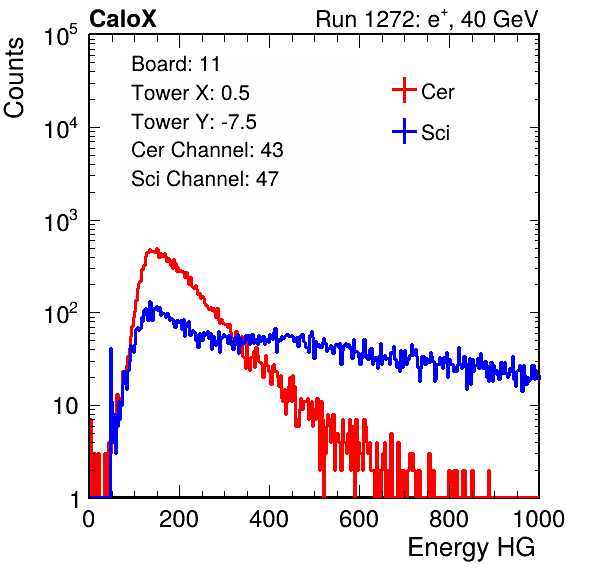 CaloX Run 1272: e⁺, 40 GeV
Counts
10⁵
10⁴
10³
10²
10
1
Board: 11
Tower X: 0.5
Tower Y: -7.5
Cer Channel: 43
Sci Channel: 47
Cer
Sci
0 200 400 600 800 1000
Energy HG